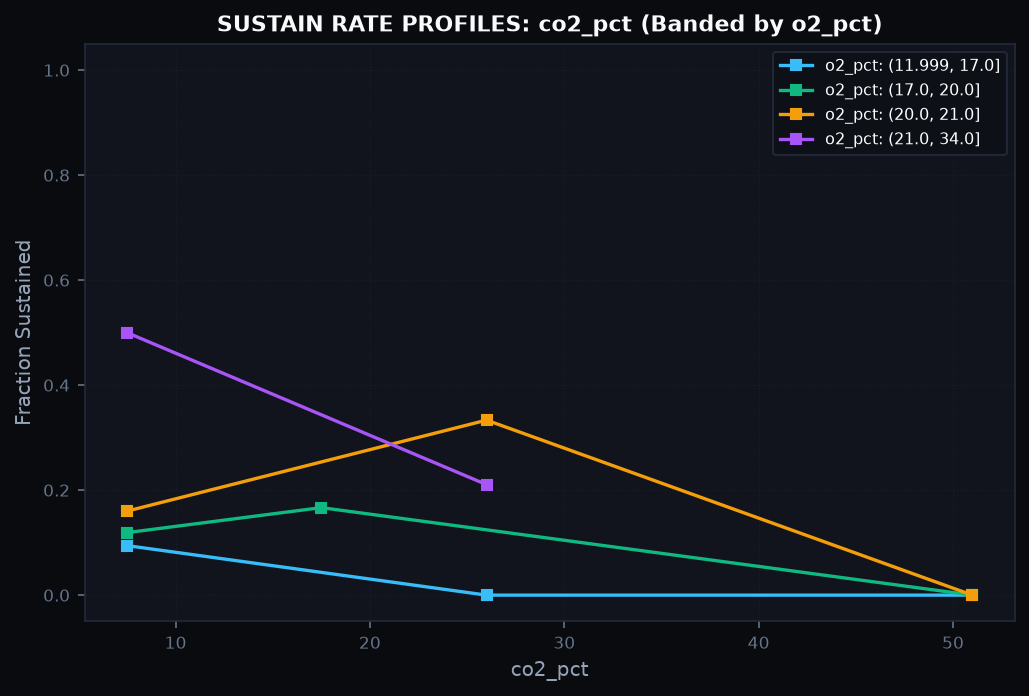 SUSTAIN RATE PROFILES: co2_pct (Banded by o2_pct)
o2_pct: (11.999, 17.0]
o2_pct: (17.0, 20.0]
o2_pct: (20.0, 21.0]
o2_pct: (21.0, 34.0]
Fraction Sustained
1.0
0.8
0.6
0.4
0.2
0.0
10 20 30 40 50
co2_pct